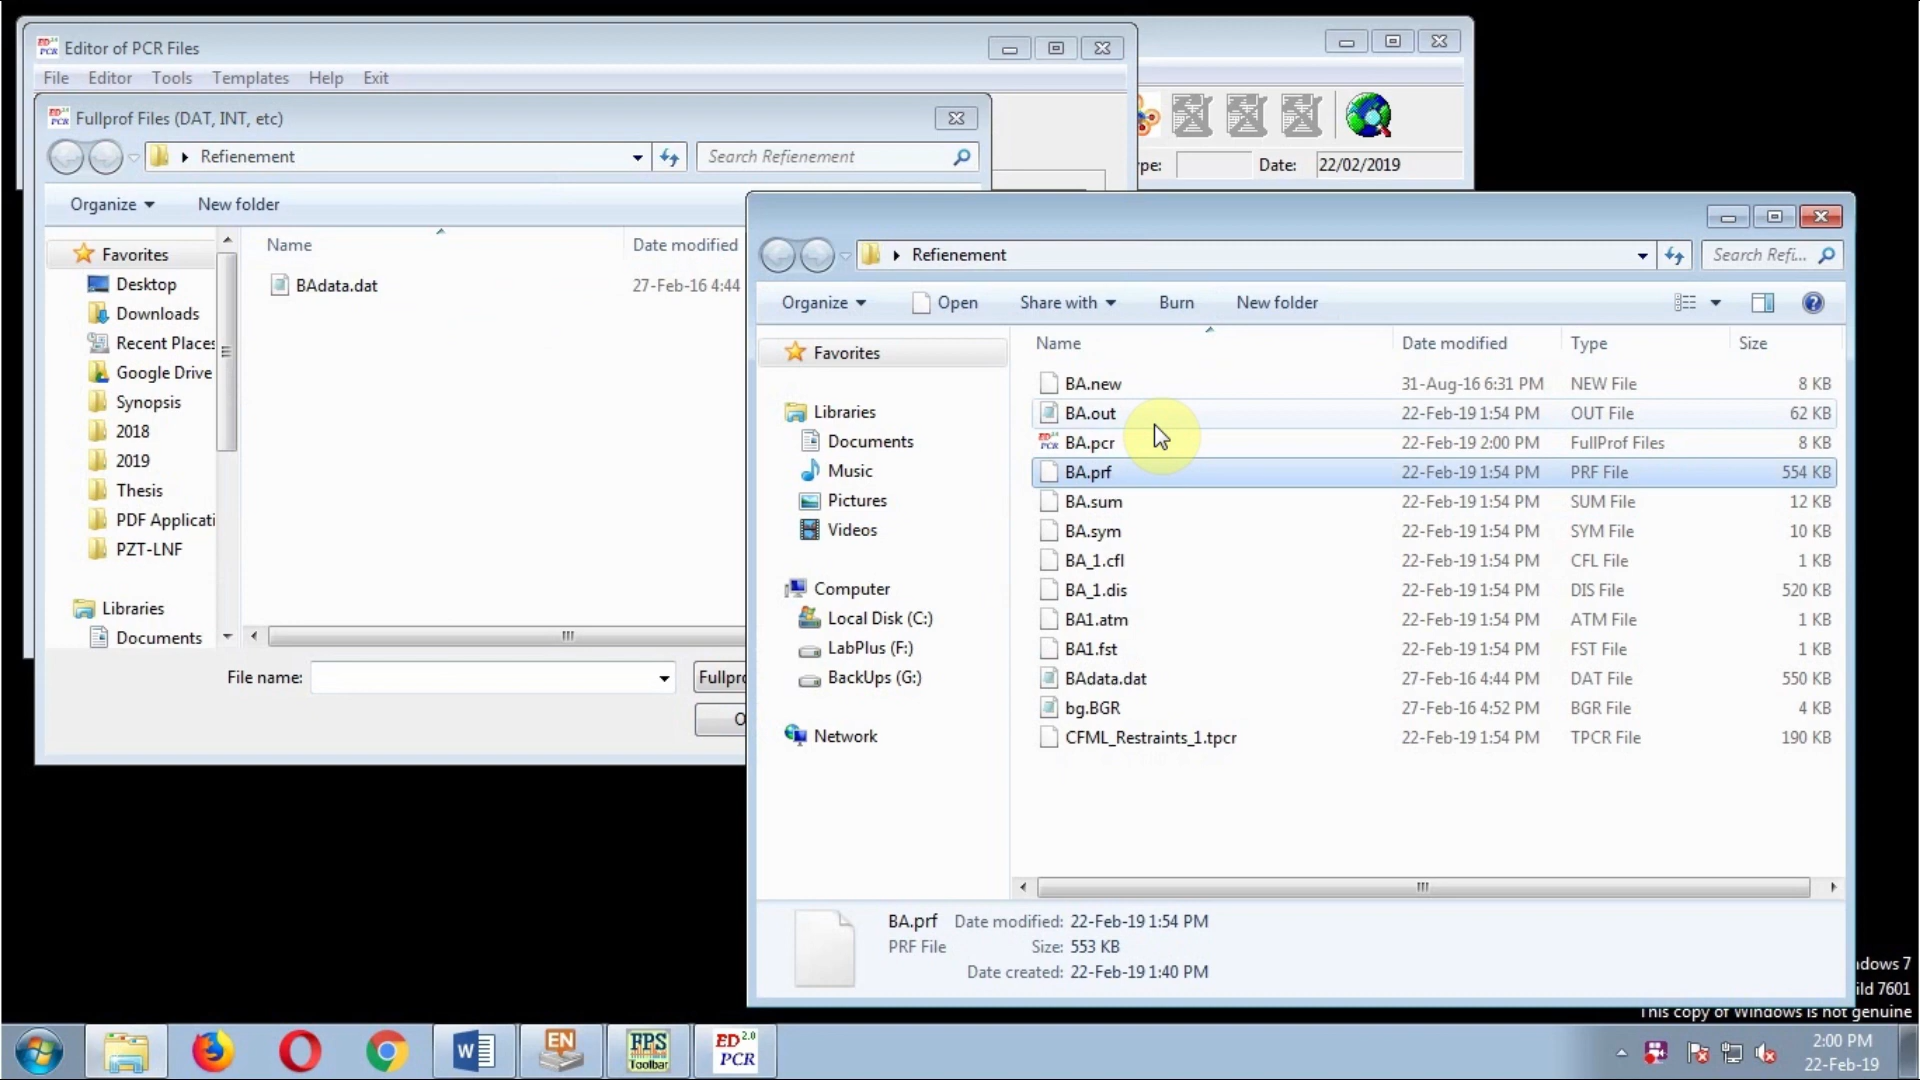 Editor of PCR Files
File Editor Tools Templates Help Exit
Fullprof Files (DAT, INT, etc)
Refienement
Search Refienement
Organize
New folder
Name
Date modified
BAdata.dat
27-Feb-16 4:44
Favorites
Desktop
Downloads
Recent Places
Google Drive
Synopsis
2018
2019
Thesis
PDF Applicati
PZT-LNF
Libraries
Documents
File name:
Fullpro
O
pe:
Date:
22/02/2019
Refienement
Search Refi...
Organize
Open
Share with
Burn
New folder
Favorites
Libraries
Documents
Music
Pictures
Videos
Computer
Local Disk (C:)
LabPlus (F:)
BackUps (G:)
Network
Name Date modified Type Size
BA.new 31-Aug-16 6:31 PM NEW File 8 KB
BA.out 22-Feb-19 1:54 PM OUT File 62 KB
BA.pcr 22-Feb-19 2:00 PM FullProf Files 8 KB
BA.prf 22-Feb-19 1:54 PM PRF File 554 KB
BA.sum 22-Feb-19 1:54 PM SUM File 12 KB
BA.sym 22-Feb-19 1:54 PM SYM File 10 KB
BA_1.cfl 22-Feb-19 1:54 PM CFL File 1 KB
BA_1.dis 22-Feb-19 1:54 PM DIS File 520 KB
BA1.atm 22-Feb-19 1:54 PM ATM File 1 KB
BA1.fst 22-Feb-19 1:54 PM FST File 1 KB
BAdata.dat 27-Feb-16 4:44 PM DAT File 550 KB
bg.BGR 27-Feb-16 4:52 PM BGR File 4 KB
CFML_Restraints_1.tpcr 22-Feb-19 1:54 PM TPCR File 190 KB
BA.prf Date modified: 22-Feb-19 1:54 PM
PRF File Size: 553 KB
Date created: 22-Feb-19 1:40 PM
dows 7
ild 7601
This copy of Windows is not genuine
W
EN
FPS
Toolbar
ED 2.0
PCR
2:00 PM
22-Feb-19